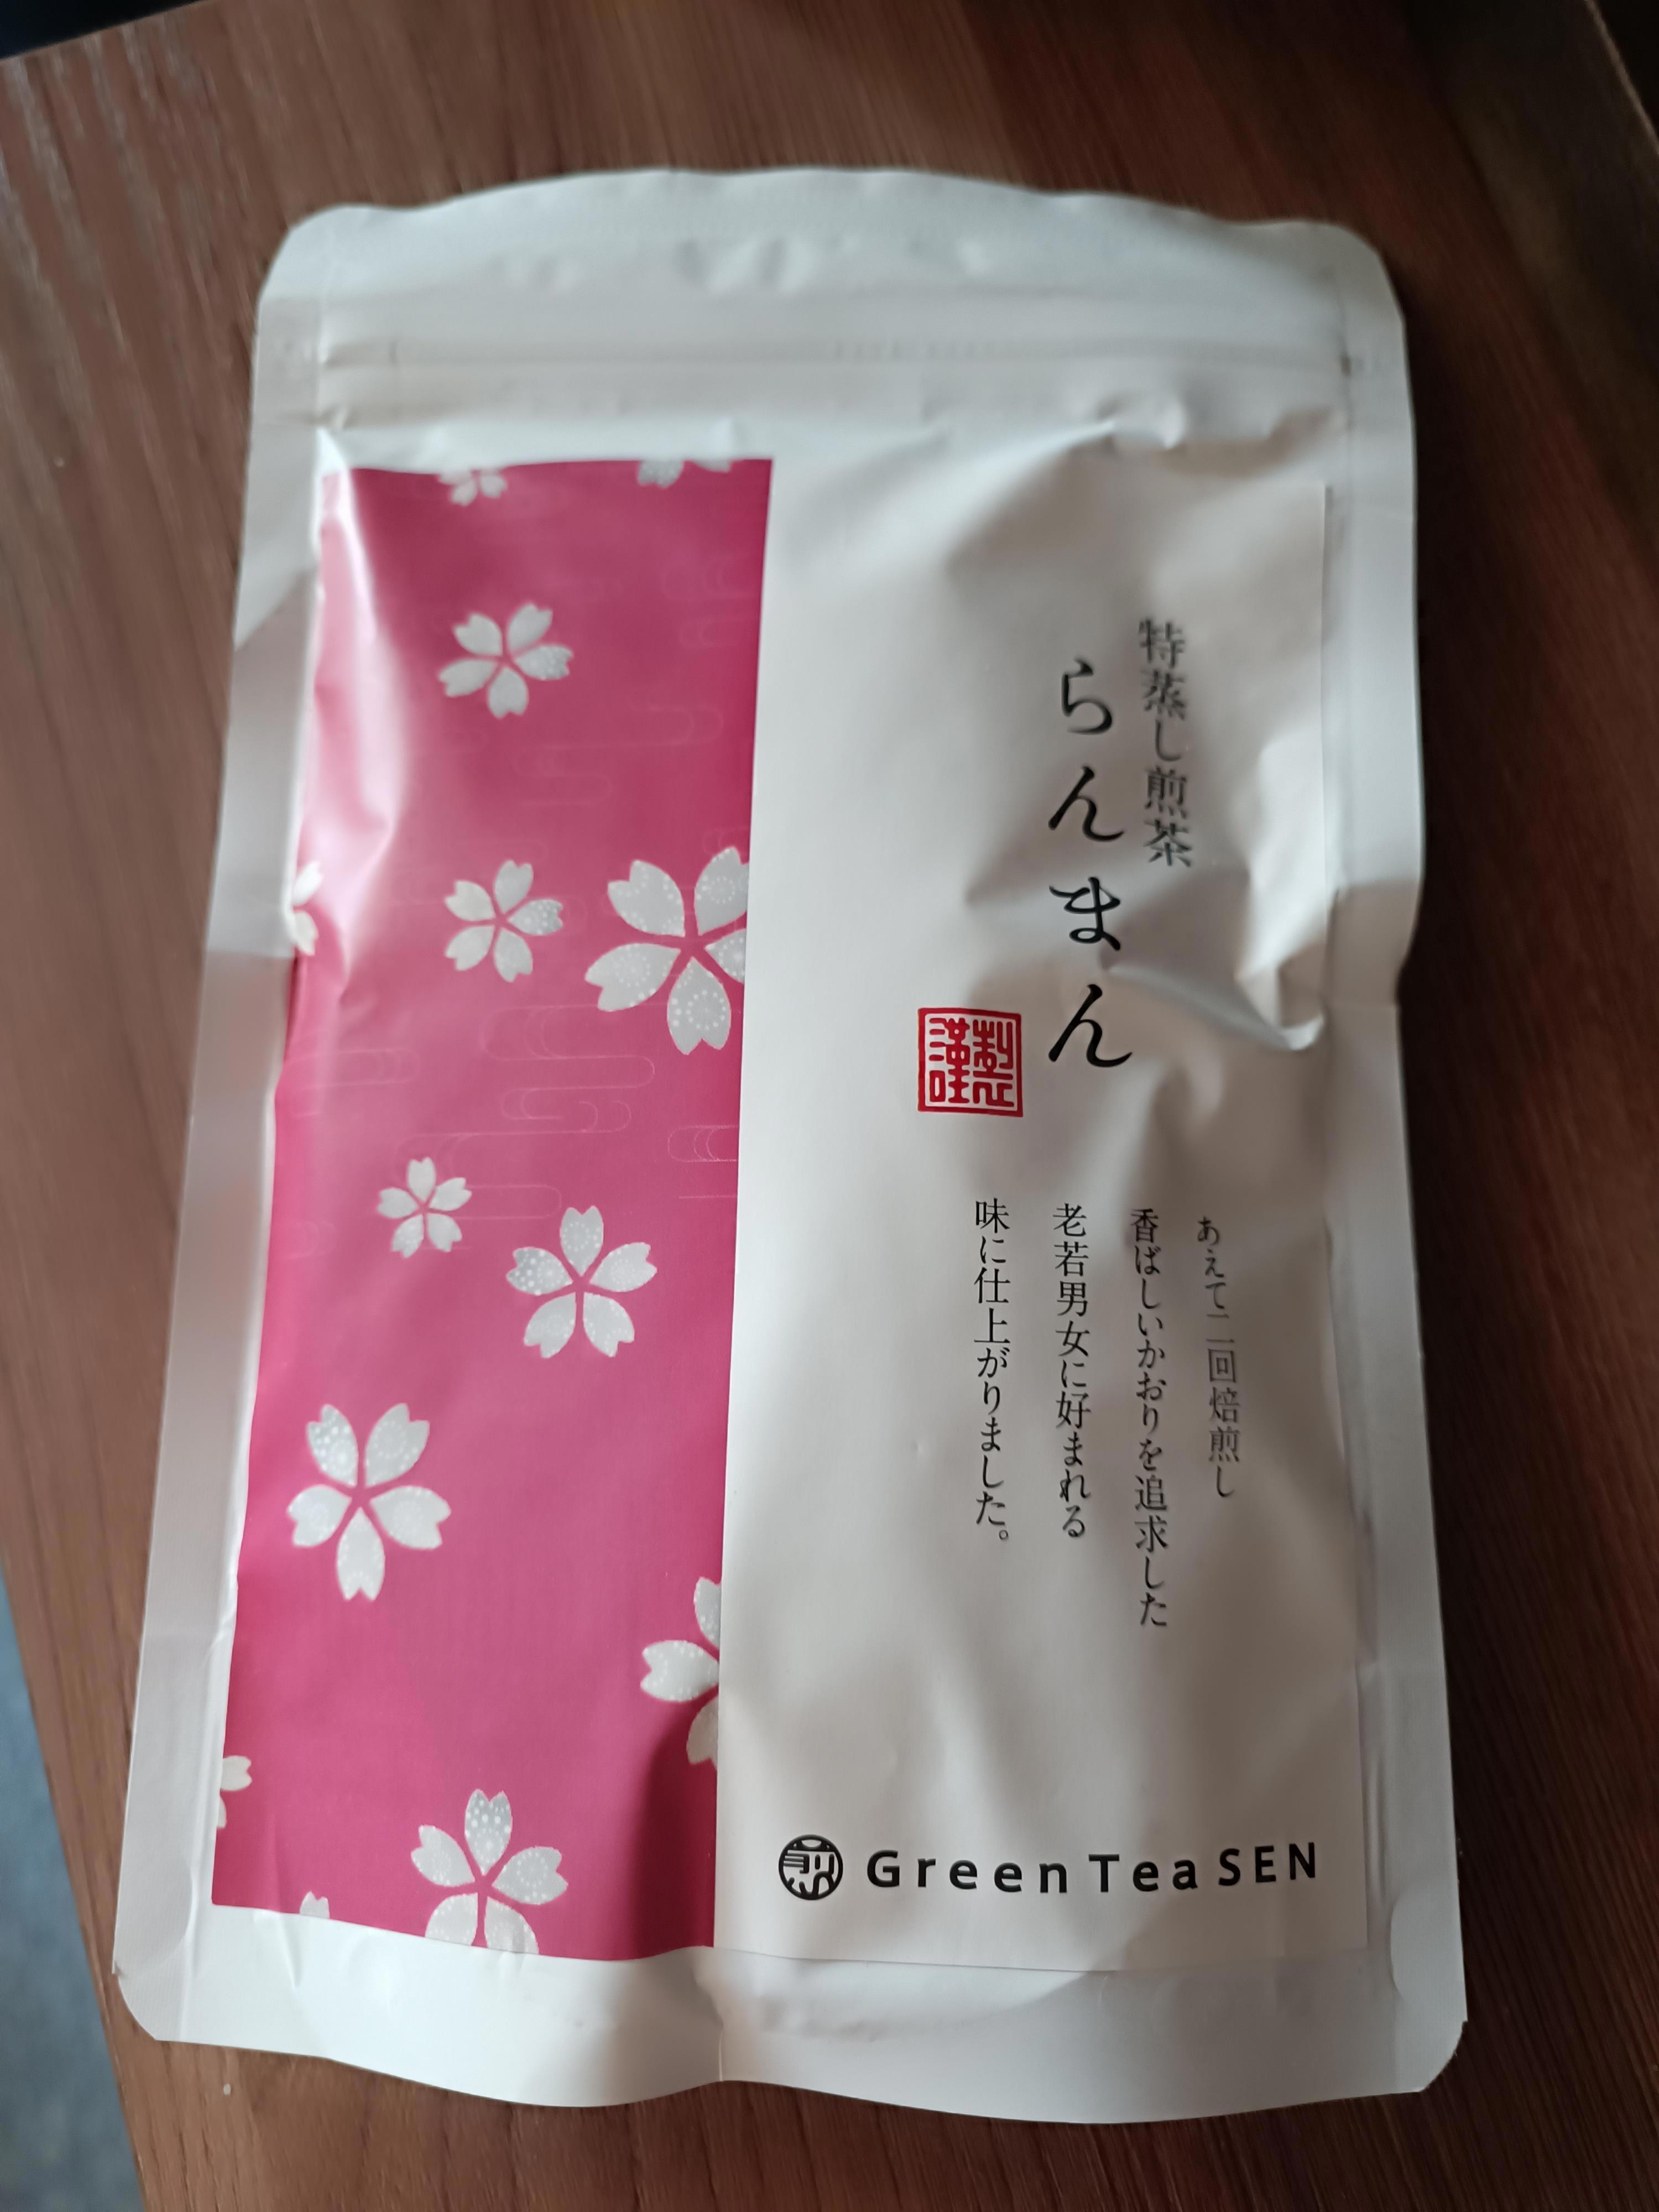 特蒸し煎茶
らんまん
謹製
あえて二回焙煎し
香ばしいかおりを追求した
老若男女に好まれる
味に仕上がりました。
煎 Green Tea SEN